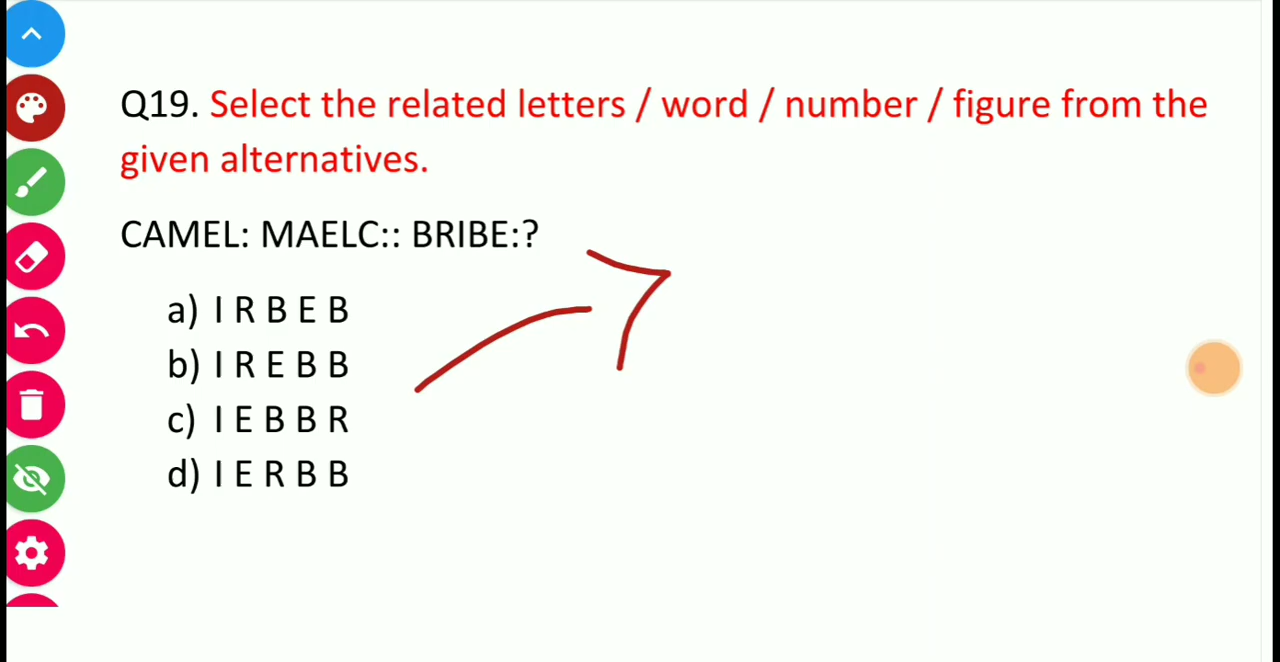 Q19. Select the related letters / word / number / figure from the
given alternatives.
CAMEL: MAELC:: BRIBE:?
a) I R B E B
b) I R E B B
c) I E B B R
d) I E R B B